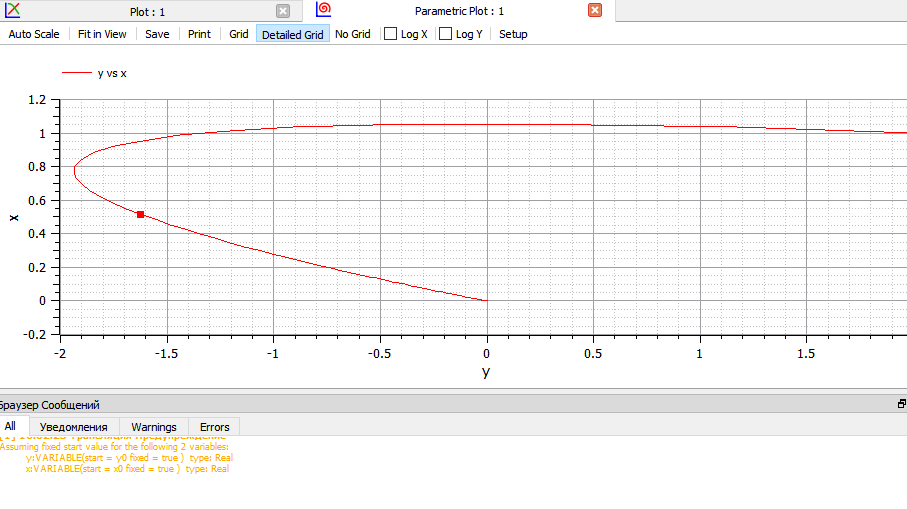 Plot : 1
Parametric Plot : 1
Auto Scale Fit in View Save Print Grid Detailed Grid No Grid Log X Log Y Setup
y vs x
1.2
1
0.8
0.6
0.4
0.2
0
-0.2
x
-2 -1.5 -1 -0.5 0 0.5 1 1.5
y
Браузер Сообщений
All Уведомления Warnings Errors
Assuming fixed start value for the following 2 variables:
y:VARIABLE(start = y0 fixed = true ) type: Real
x:VARIABLE(start = x0 fixed = true ) type: Real